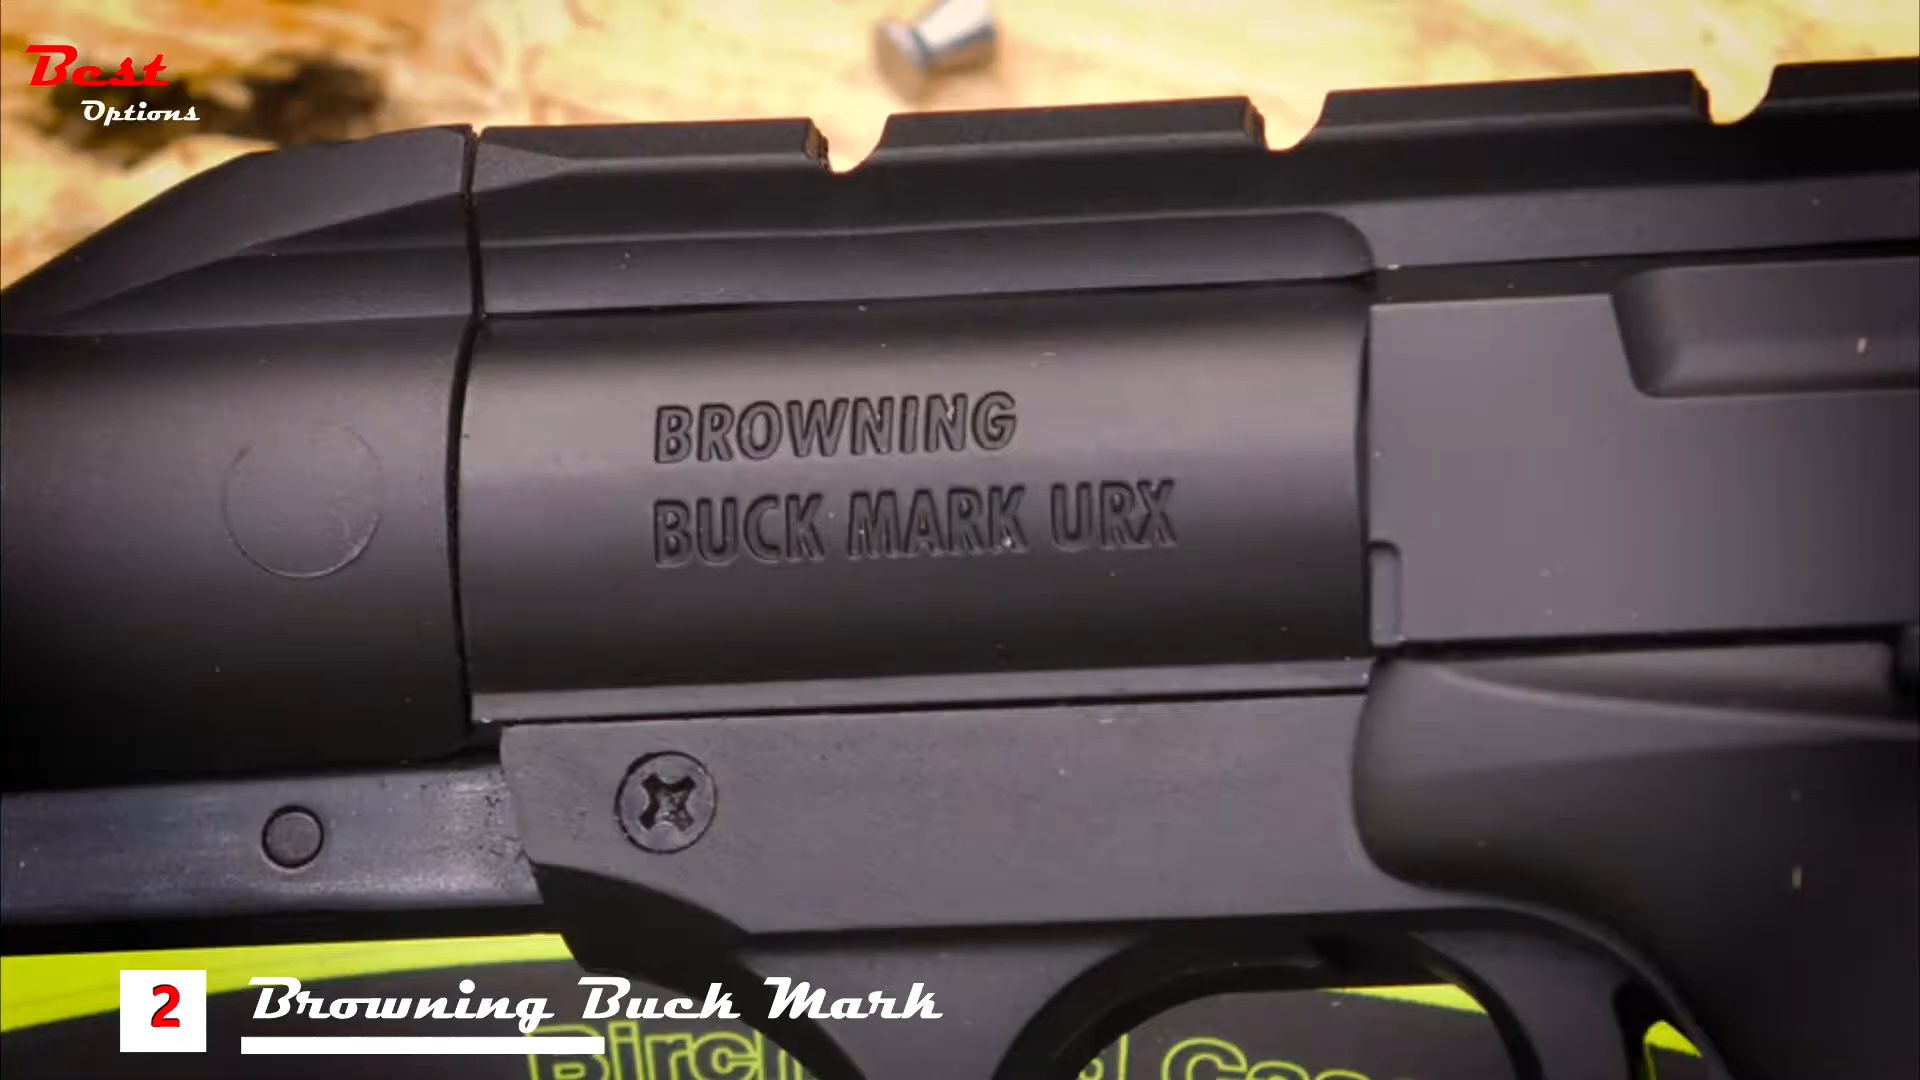 Best
Options
BROWNING
BUCK MARK URX
2 Browning Buck Mark